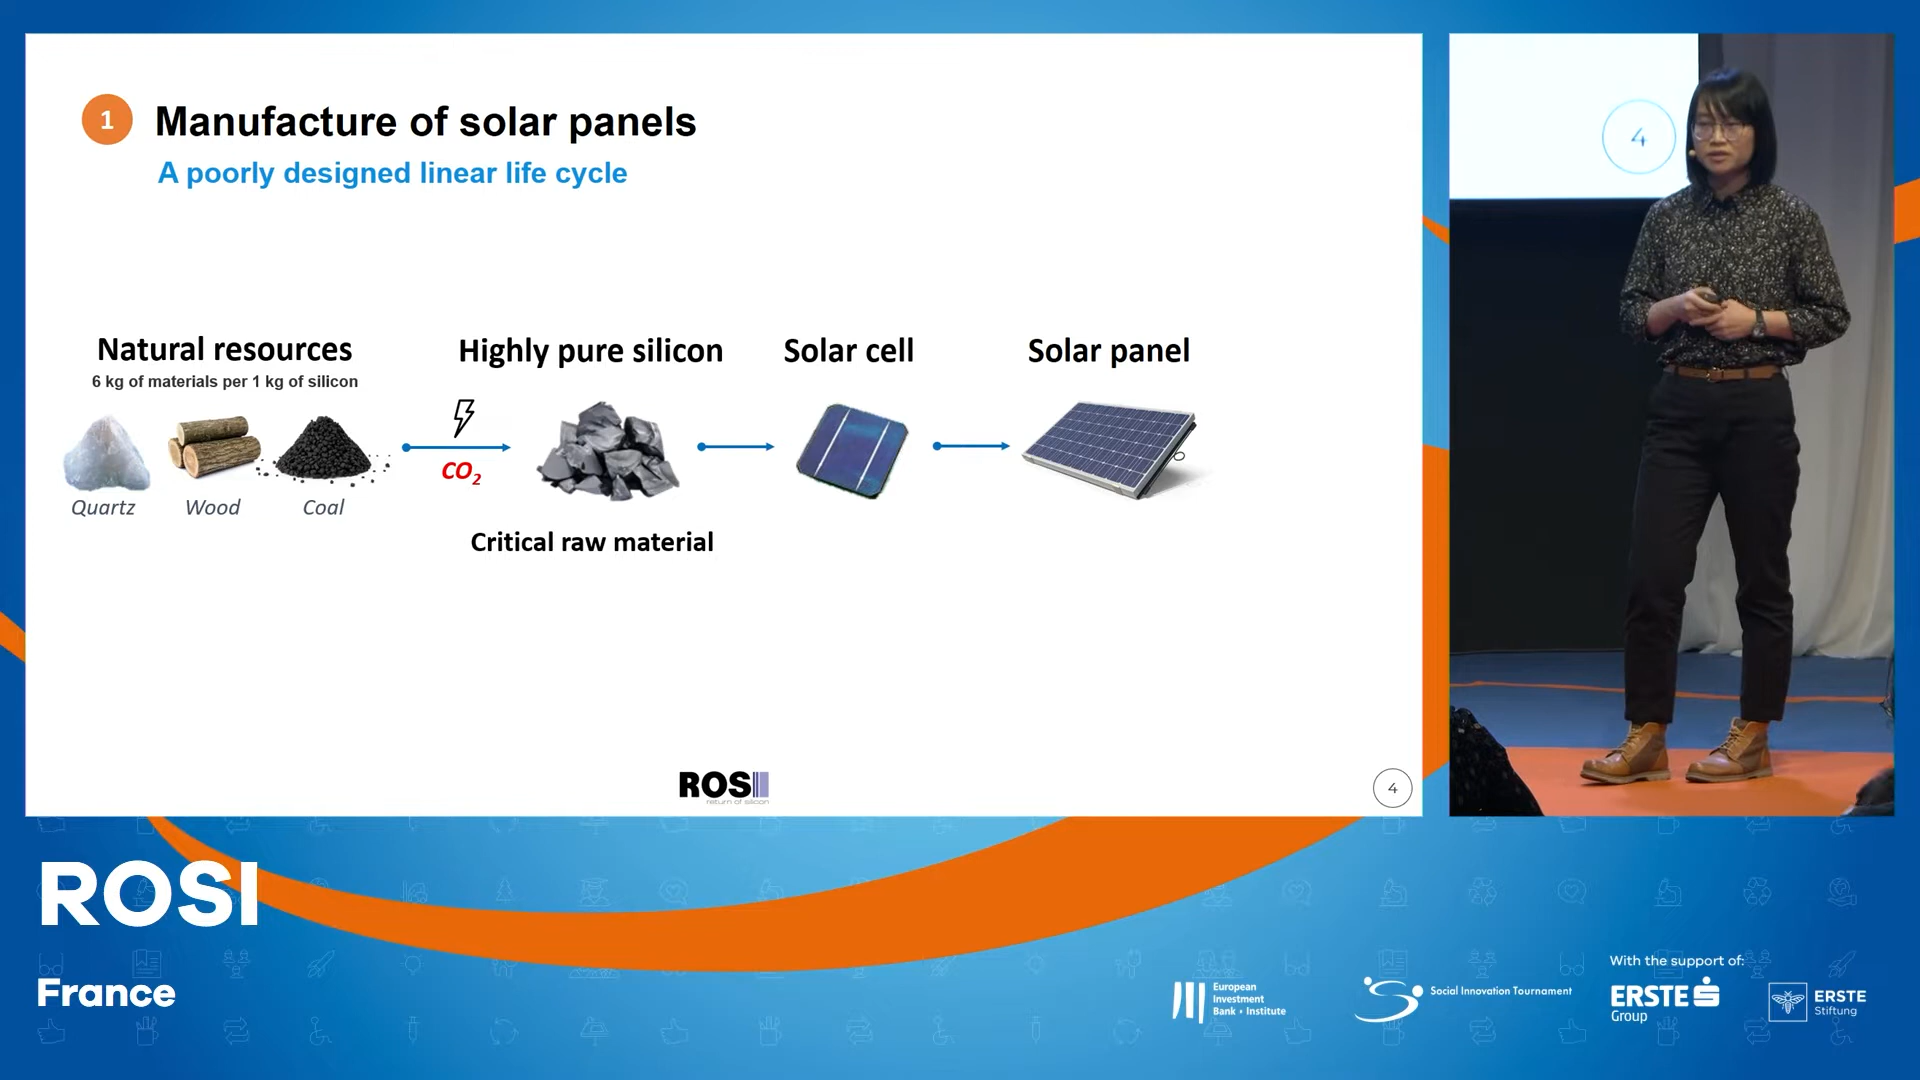 1
Manufacture of solar panels
A poorly designed linear life cycle
Natural resources
6 kg of materials per 1 kg of silicon
Highly pure silicon
Solar cell
Solar panel
CO₂
Quartz
Wood
Coal
Critical raw material
ROSI
return of silicon
4
4
ROSI
France
European
Investment
Bank • Institute
Social Innovation Tournament
With the support of:
ERSTE
Group
ERSTE
Stiftung